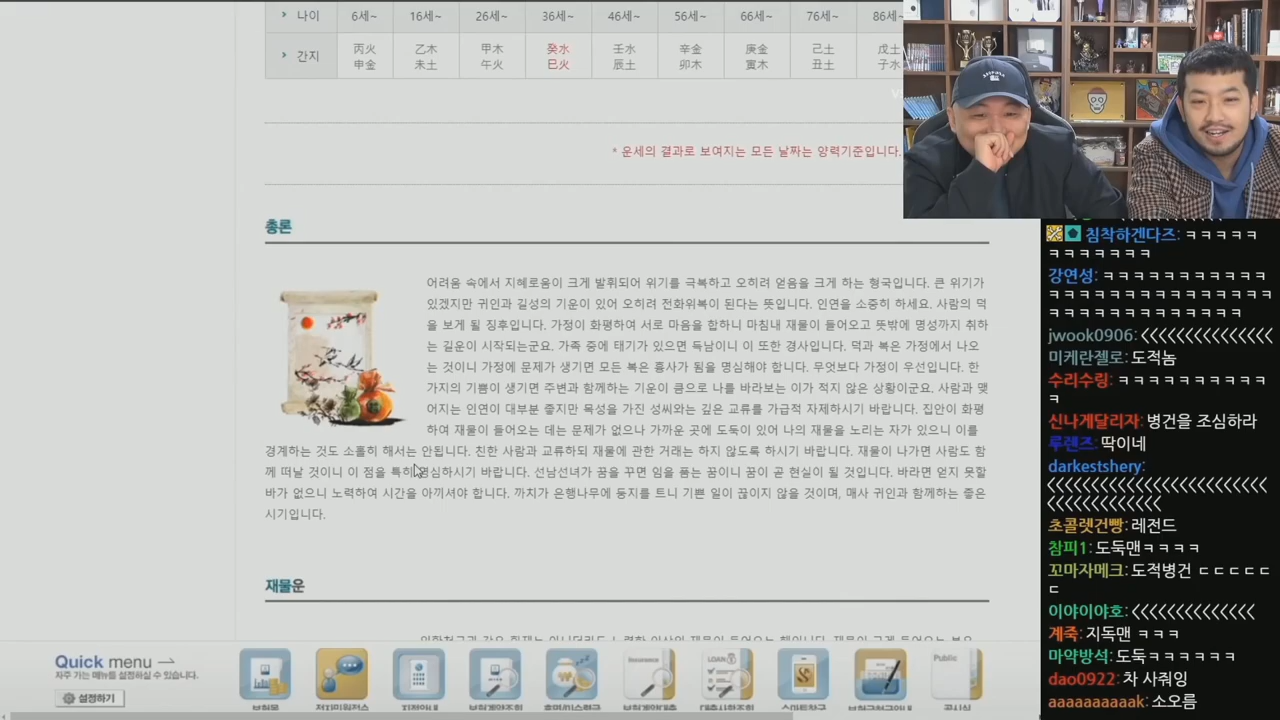 나이 6세~ 16세~ 26세~ 36세~ 46세~ 56세~ 66세~ 76세~ 86세~
간지 丙火 乙木 甲木 癸水 壬水 辛金 庚金 己土 戊土
申金 未土 午火 巳火 辰土 卯木 寅木 丑土 子水
* 운세의 결과로 보여지는 모든 날짜는 양력기준입니다.
총론
어려움 속에서 지혜로움이 크게 발휘되어 위기를 극복하고 오히려 얻음을 크게 하는 형국입니다. 큰 위기가
있겠지만 귀인과 길성의 기운이 있어 오히려 전화위복이 된다는 뜻입니다. 인연을 소중히 하세요. 사람의 덕
을 보게 될 징후입니다. 가정이 화평하여 서로 마음을 합하니 마침내 재물이 들어오고 뜻밖에 명성까지 취하
는 길운이 시작되는군요. 가족 중에 태기가 있으면 득남이니 이 또한 경사입니다. 덕과 복은 가정에서 나오
는 것이니 가정에 문제가 생기면 모든 복은 흉사가 됨을 명심해야 합니다. 무엇보다 가정이 우선입니다. 한
가지의 기쁨이 생기면 주변과 함께하는 기운이 큼으로 나를 바라보는 이가 적지 않은 상황이군요. 사람과 맺
어지는 인연이 대부분 좋지만 목성을 가진 성씨와는 깊은 교류를 가급적 자제하시기 바랍니다. 집안이 화평
하여 재물이 들어오는 데는 문제가 없으나 가까운 곳에 도둑이 있어 나의 재물을 노리는 자가 있으니 이를
경계하는 것도 소홀히 해서는 안됩니다. 친한 사람과 교류하되 재물에 관한 거래는 하지 않도록 하시기 바랍니다. 재물이 나가면 사람도 함
께 떠날 것이니 이 점을 특히 명심하시기 바랍니다. 선남선녀가 꿈을 꾸면 임을 품는 꿈이니 꿈이 곧 현실이 될 것입니다. 바라면 얻지 못할
바가 없으니 노력하여 시간을 아끼셔야 합니다. 까치가 은행나무에 둥지를 트니 기쁜 일이 끊이지 않을 것이며, 매사 귀인과 함께하는 좋은
시기입니다.
재물운
Quick menu
자주 가는 메뉴를 설정하실 수 있습니다.
설정하기
Insurance
LOAN
Public
침착하겐다즈: ㅋㅋㅋㅋㅋ
ㅋㅋㅋㅋㅋㅋㅋ
강연성: ㅋㅋㅋㅋㅋㅋㅋㅋㅋㅋㅋ
ㅋㅋㅋㅋㅋㅋㅋㅋㅋㅋㅋㅋㅋㅋㅋ
ㅋㅋㅋㅋㅋㅋㅋㅋㅋㅋㅋㅋㅋ
jwook0906: ㄑㄑㄑㄑㄑㄑㄑㄑㄑㄑㄑㄑㄑ
미케란젤로: 도적놈
수리수링: ㅋㅋㅋㅋㅋㅋㅋㅋㅋㅋ
ㅋ
신나게달리자: 병건을 조심하라
루렌즈: 딱이네
darkestshery:
ㄑㄑㄑㄑㄑㄑㄑㄑㄑㄑㄑㄑㄑㄑㄑㄑㄑㄑㄑㄑㄑㄑㄑㄑㄑ
ㄑㄑㄑㄑㄑㄑㄑㄑㄑㄑㄑㄑㄑ
초콜렛건빵: 레전드
참피1: 도둑맨ㅋㅋㅋㅋ
꼬마자메크: 도적병건 ㄷㄷㄷㄷㄷ
ㄷ
이야이야호: ㄑㄑㄑㄑㄑㄑㄑㄑㄑㄑㄑㄑㄑ
계죽: 지독맨 ㅋㅋㅋ
마약방석: 도둑ㅋㅋㅋㅋㅋㅋ
dao0922: 차 사줘잉
aaaaaaaaaak: 소오름